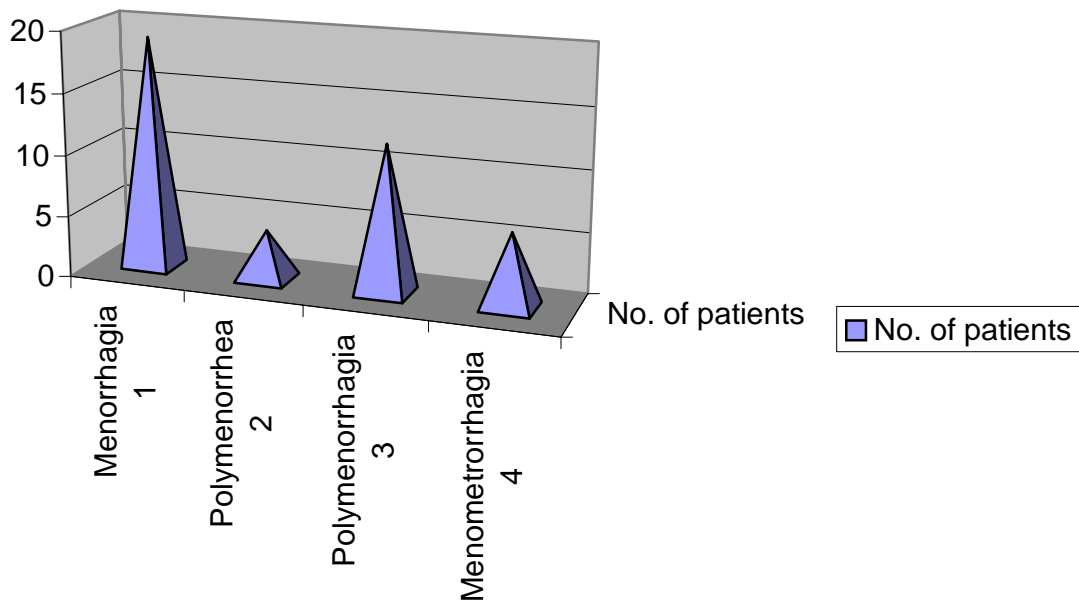 20
15
10
5
0
Menorrhagia
1
Polymenorrhea
2
Polymenorrhagia
3
Menometrorrhagia
4
No. of patients
No. of patients